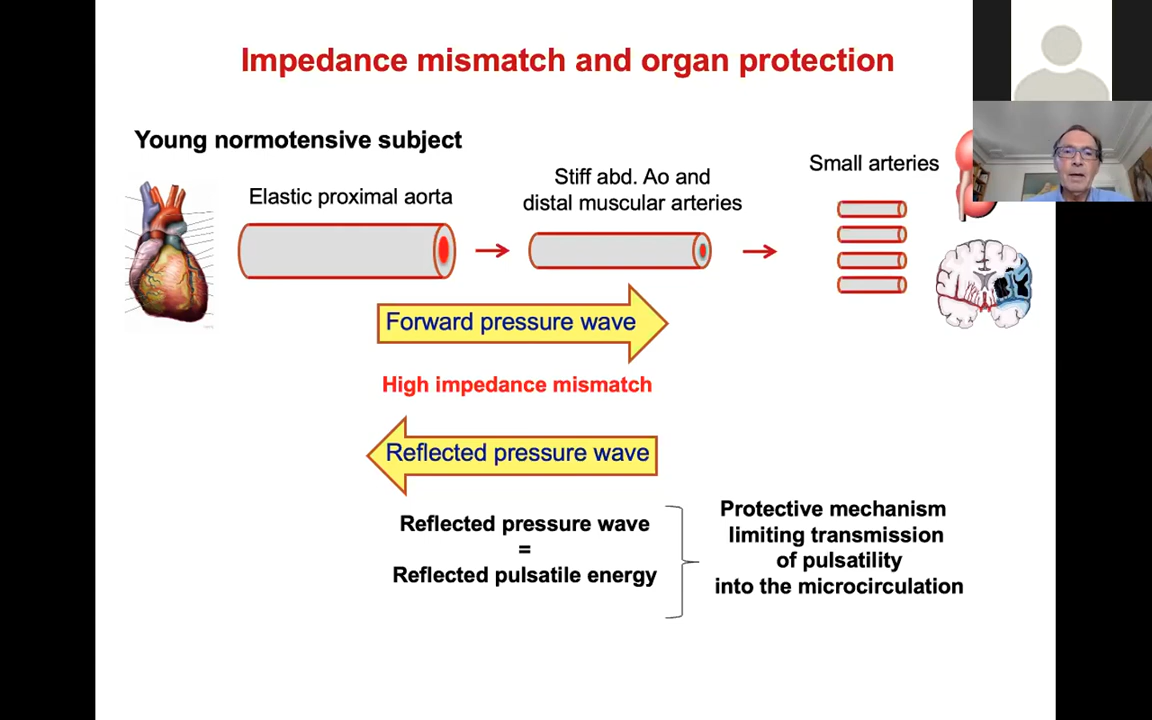 Impedance mismatch and organ protection
Young normotensive subject
Elastic proximal aorta
Stiff abd. Ao and
distal muscular arteries
Small arteries
Forward pressure wave
High impedance mismatch
Reflected pressure wave
Reflected pressure wave
=
Reflected pulsatile energy
Protective mechanism
limiting transmission
of pulsatility
into the microcirculation